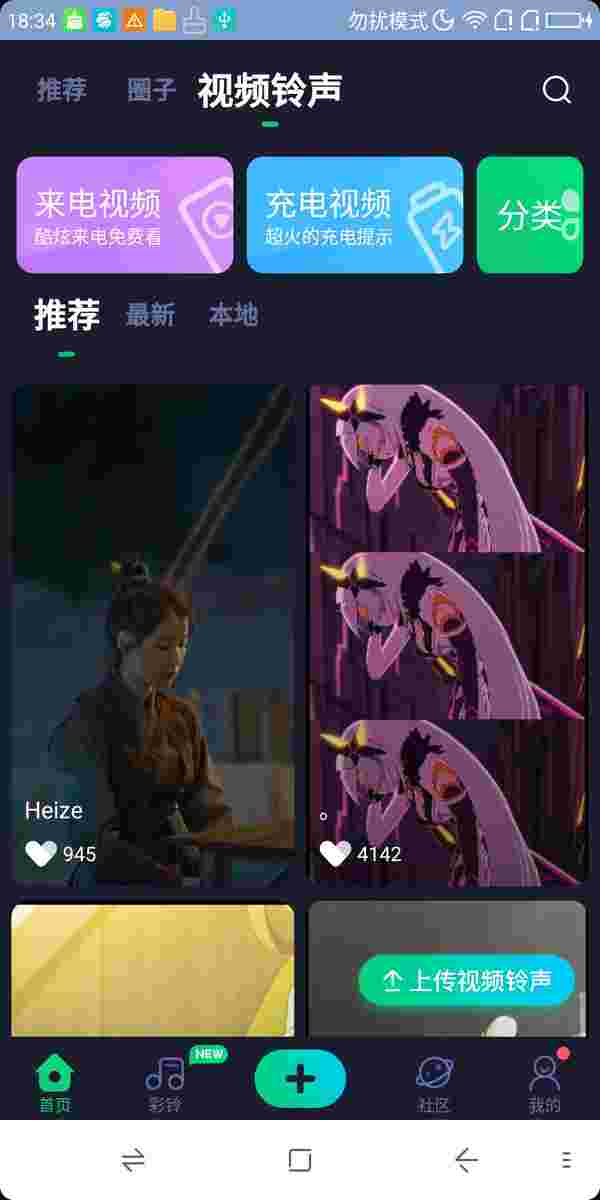 18:34 勿扰模式
推荐 圈子 视频铃声
来电视频
酷炫来电免费看
充电视频
超火的充电提示
分类
推荐 最新 本地
Heize
945
。
4142
上传视频铃声
NEW
首页 彩铃 社区 我的